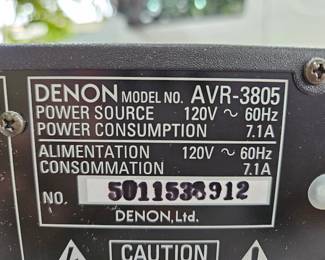 DENON MODEL NO. AVR-3805
POWER SOURCE 120V ~ 60Hz
POWER CONSUMPTION 7.1A
ALIMENTATION 120V ~ 60Hz
CONSOMMATION 7.1A
NO. 5011538912
DENON, Ltd.
CAUTION